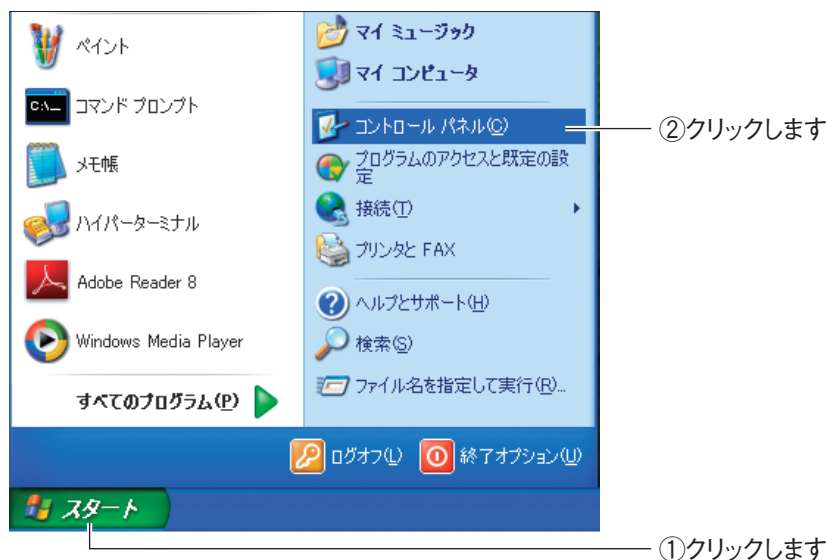 ペイント
コマンド プロンプト
メモ帳
ハイパーターミナル
Adobe Reader 8
Windows Media Player
すべてのプログラム(P)
マイ ミュージック
マイ コンピュータ
コントロール パネル(C)
プログラムのアクセスと既定の設
定
接続(T)
プリンタと FAX
ヘルプとサポート(H)
検索(S)
ファイル名を指定して実行(R)...
ログオフ(L)
終了オプション(U)
スタート
②クリックします
①クリックします
C:\_